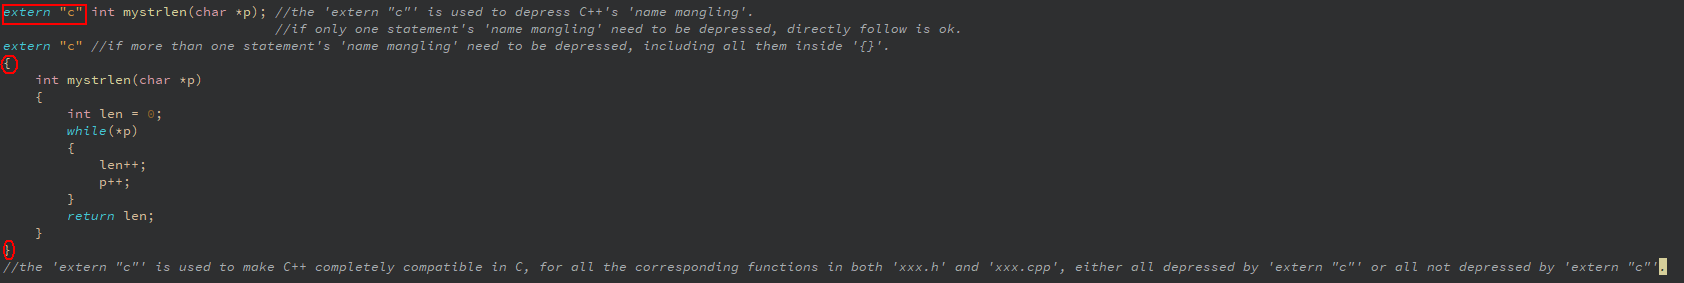 extern "c" int mystrlen(char *p); //the 'extern "c"' is used to depress C++'s 'name mangling'.
//if only one statement's 'name mangling' need to be depressed, directly follow is ok.
extern "c" //if more than one statement's 'name mangling' need to be depressed, including all them inside '{}'.
{
int mystrlen(char *p)
{
int len = 0;
while(*p)
{
len++;
p++;
}
return len;
}
}
//the 'extern "c"' is used to make C++ completely compatible in C, for all the corresponding functions in both 'xxx.h' and 'xxx.cpp', either all depressed by 'extern "c"' or all not depressed by 'extern "c"'.